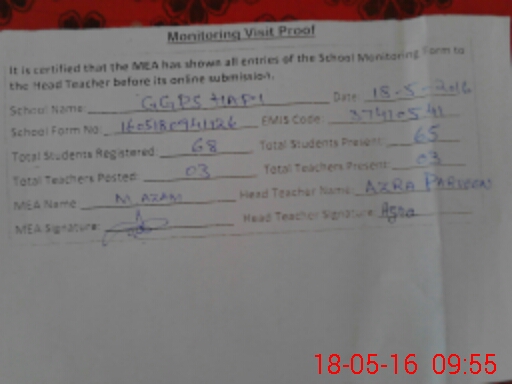 Monitoring Visit Proof
It is certified that the MEA has shown all entries of the School Monitoring Form to
the Head Teacher before its online submission.
School Name: GGPS HAPI Date: 18-5-2016
School Form No: EMIS Code: 37410541
Total Students Registered: 68 Total Students Present: 65
Total Teachers Posted: 03 Total Teachers Present: 03
MEA Name M. AZAM Head Teacher Name: AZRA PARVEEN
MEA Signature: Head Teacher Signature: Azra
18-05-16 09:55